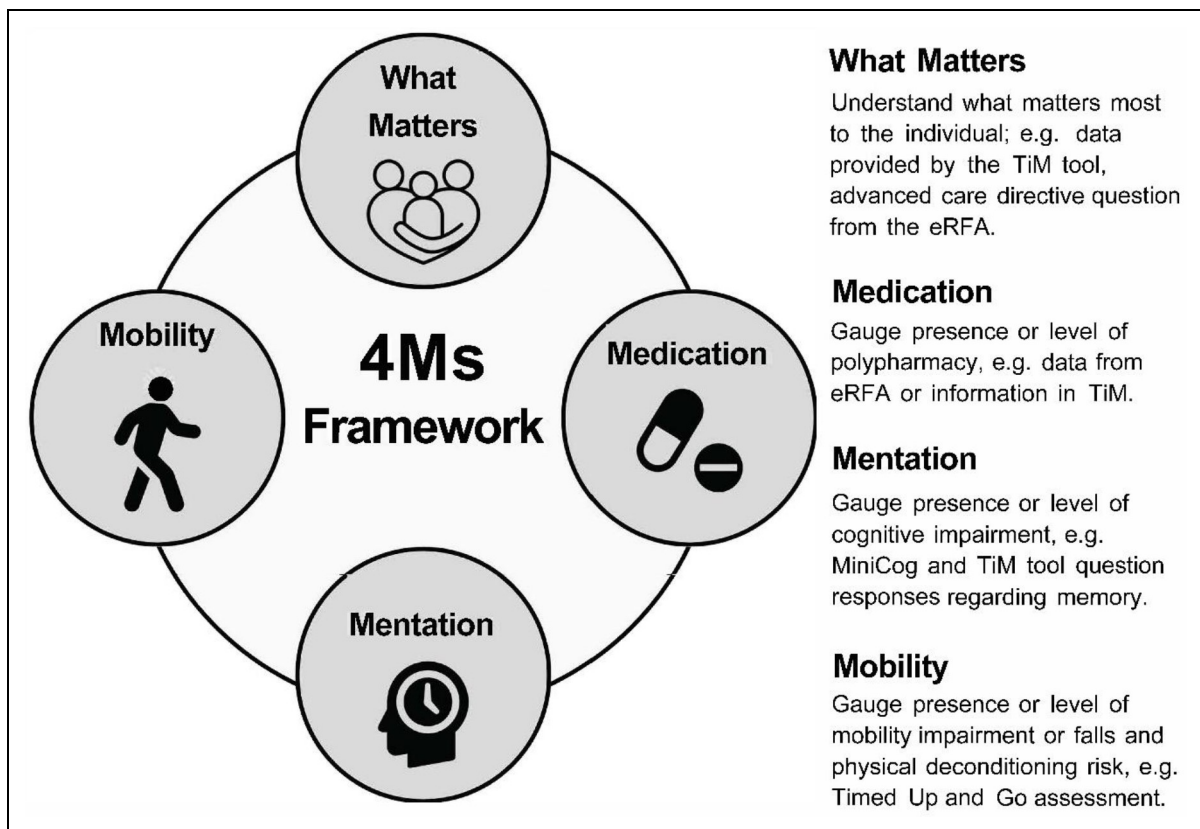 What
Matters
Mobility
4Ms
Framework
Medication
Mentation
What Matters
Understand what matters most
to the individual; e.g. data
provided by the TiM tool,
advanced care directive question
from the eRFA.
Medication
Gauge presence or level of
polypharmacy, e.g. data from
eRFA or information in TiM.
Mentation
Gauge presence or level of
cognitive impairment, e.g.
MiniCog and TiM tool question
responses regarding memory.
Mobility
Gauge presence or level of
mobility impairment or falls and
physical deconditioning risk, e.g.
Timed Up and Go assessment.